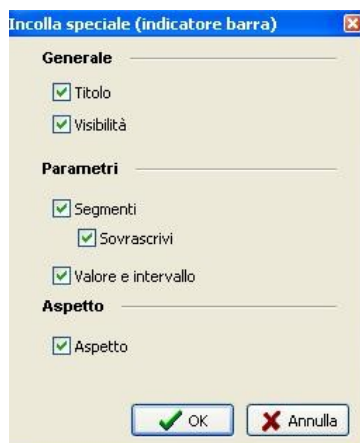 Incolla speciale (indicatore barra)
Generale
Titolo
Visibilità
Parametri
Segmenti
Sovrascrivi
Valore e intervallo
Aspetto
Aspetto
OK Annulla